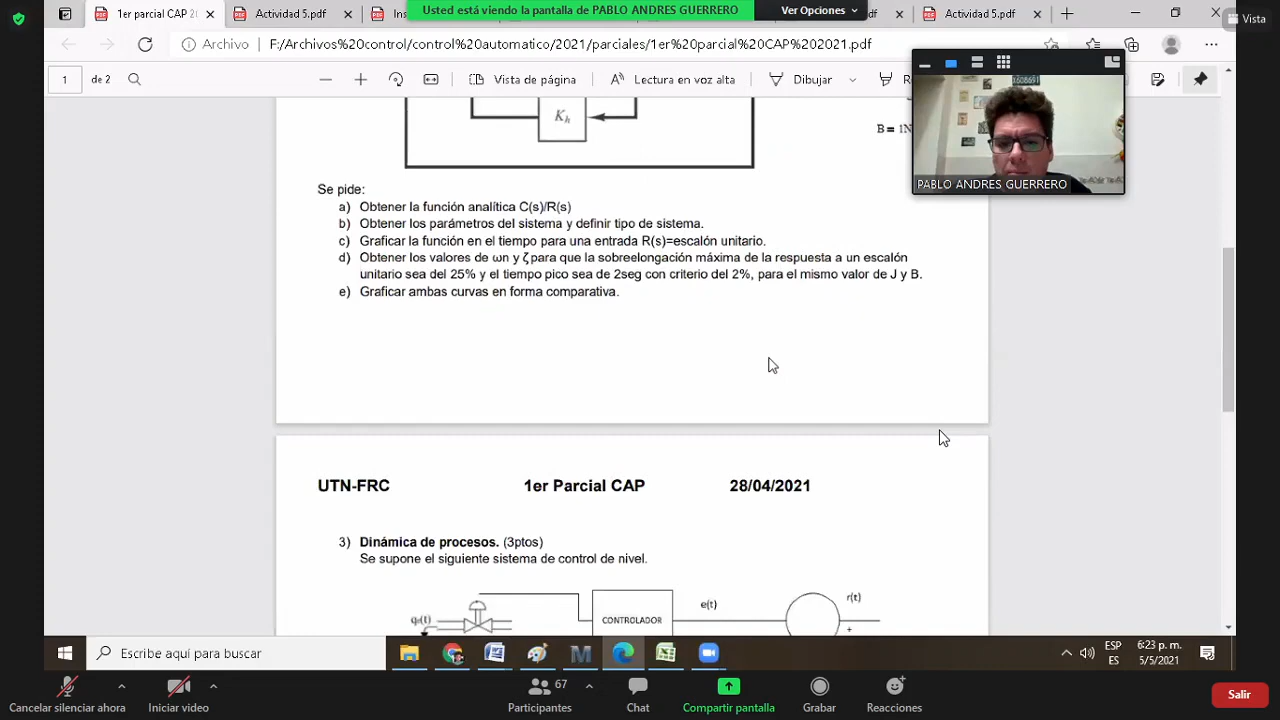 1er parcial CAP 20
Actividad 5.pdf
Ins
Usted está viendo la pantalla de PABLO ANDRES GUERRERO
Ver Opciones
df
Actividad 5.pdf
Vista
Archivo
F:/Archivos%20control/control automatico/2021/parciales/1er%20parcial%20CAP%202021.pdf
1
de 2
Vista de página
Lectura en voz alta
Dibujar
Kh
B = 1N
PABLO ANDRES GUERRERO
Se pide:
a) Obtener la función analítica C(s)/R(s)
b) Obtener los parámetros del sistema y definir tipo de sistema.
c) Graficar la función en el tiempo para una entrada R(s)=escalón unitario.
d) Obtener los valores de ωn y ζ para que la sobreelongación máxima de la respuesta a un escalón
unitario sea del 25% y el tiempo pico sea de 2seg con criterio del 2%, para el mismo valor de J y B.
e) Graficar ambas curvas en forma comparativa.
UTN-FRC 1er Parcial CAP 28/04/2021
3) Dinámica de procesos. (3ptos)
Se supone el siguiente sistema de control de nivel.
r(t)
e(t)
CONTROLADOR
+
Escribe aquí para buscar
ESP
ES
6:23 p. m.
5/5/2021
67
Cancelar silenciar ahora
Iniciar video
Participantes
Chat
Compartir pantalla
Grabar
Reacciones
Salir